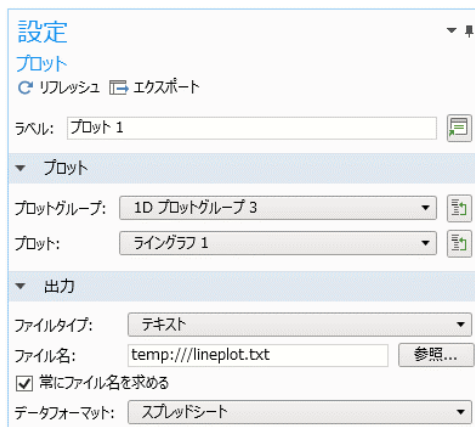 設定
プロット
リフレッシュ エクスポート
ラベル: プロット 1
プロット
プロットグループ: 1D プロットグループ 3
プロット: ライングラフ 1
出力
ファイルタイプ: テキスト
ファイル名: temp:///lineplot.txt 参照...
常にファイル名を求める
データフォーマット: スプレッドシート